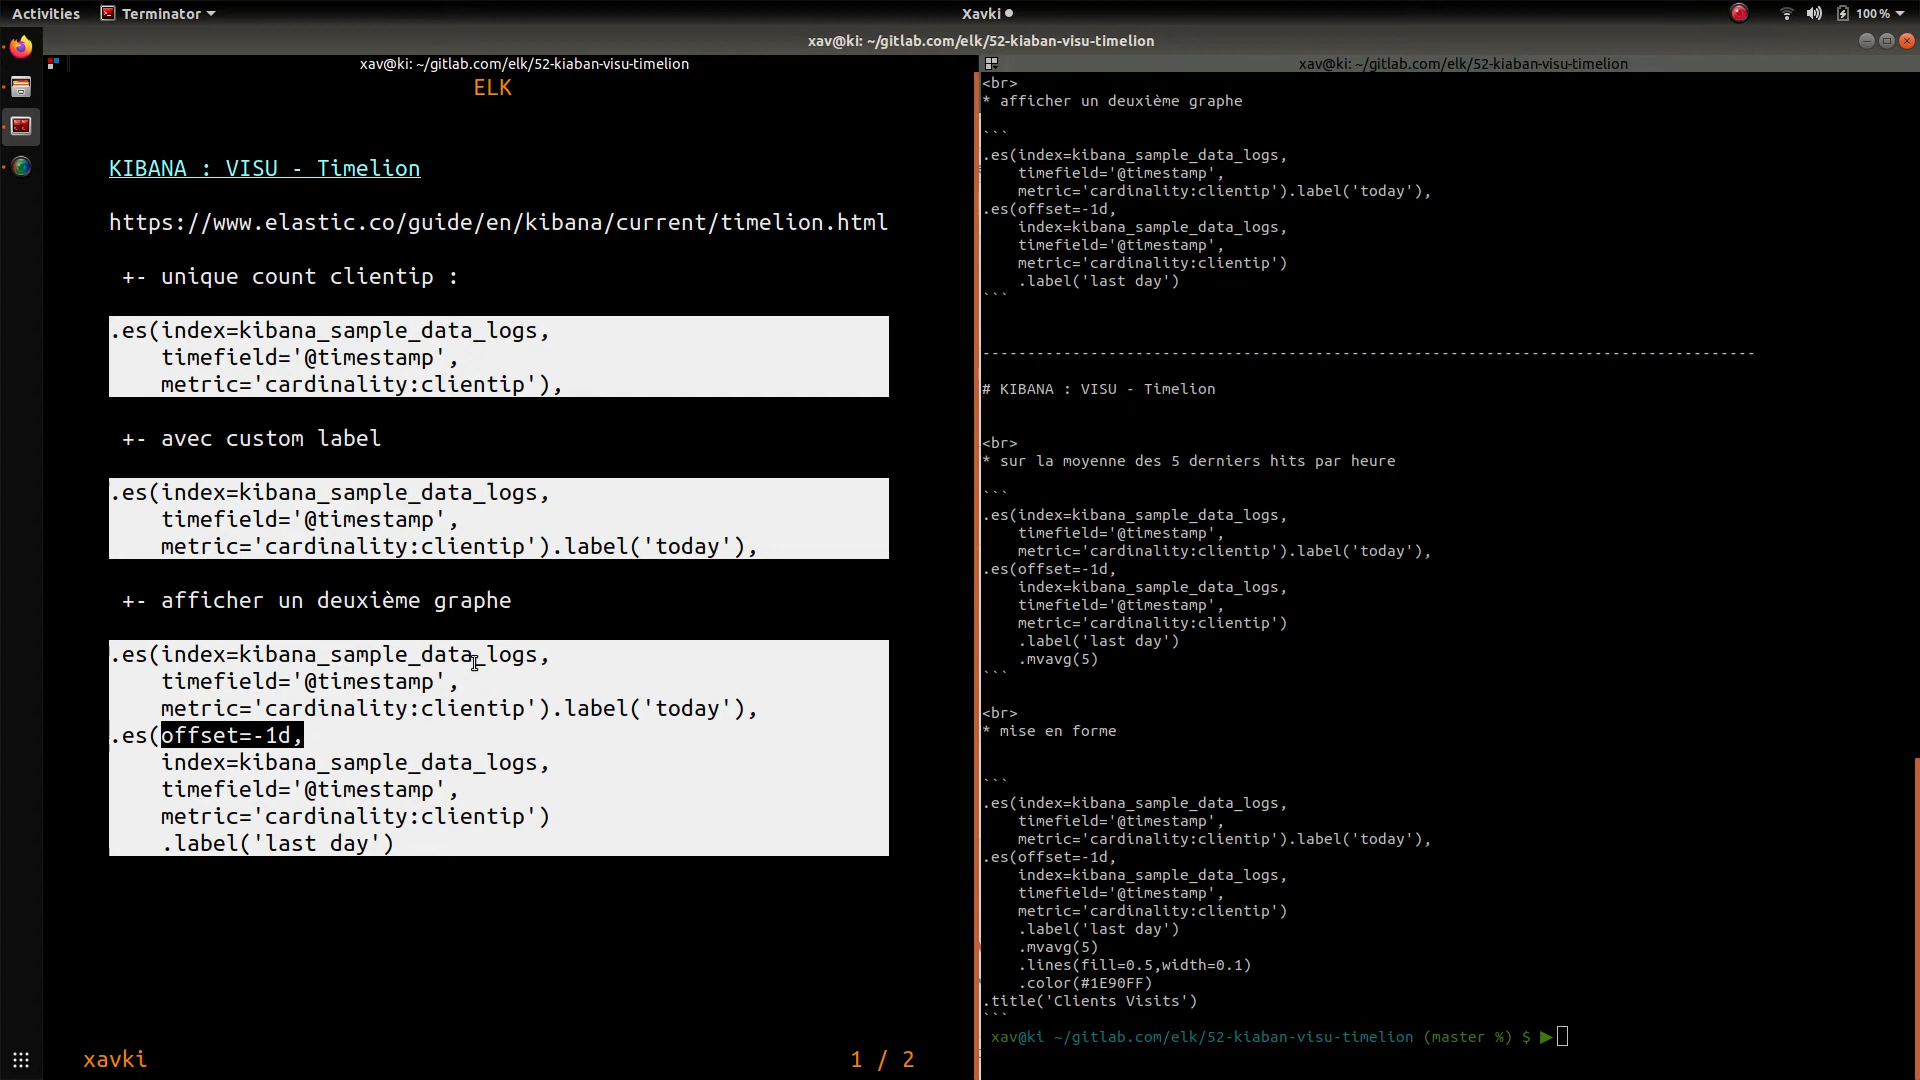 Activities
Terminator
Xavki
100 %
xav@ki: ~/gitlab.com/elk/52-kiaban-visu-timelion
xav@ki: ~/gitlab.com/elk/52-kiaban-visu-timelion
ELK
KIBANA : VISU - Timelion
https://www.elastic.co/guide/en/kibana/current/timelion.html
+- unique count clientip :
.es(index=kibana_sample_data_logs,
timefield='@timestamp',
metric='cardinality:clientip'),
+- avec custom label
.es(index=kibana_sample_data_logs,
timefield='@timestamp',
metric='cardinality:clientip').label('today'),
+- afficher un deuxième graphe
.es(index=kibana_sample_data_logs,
timefield='@timestamp',
metric='cardinality:clientip').label('today'),
.es(offset=-1d,
index=kibana_sample_data_logs,
timefield='@timestamp',
metric='cardinality:clientip')
.label('last day')
xavki
1 / 2
xav@ki: ~/gitlab.com/elk/52-kiaban-visu-timelion
<br>
* afficher un deuxième graphe
```
.es(index=kibana_sample_data_logs,
timefield='@timestamp',
metric='cardinality:clientip').label('today'),
.es(offset=-1d,
index=kibana_sample_data_logs,
timefield='@timestamp',
metric='cardinality:clientip')
.label('last day')
```
--------------------------------------------------------------------------------------
# KIBANA : VISU - Timelion
<br>
* sur la moyenne des 5 derniers hits par heure
```
.es(index=kibana_sample_data_logs,
timefield='@timestamp',
metric='cardinality:clientip').label('today'),
.es(offset=-1d,
index=kibana_sample_data_logs,
timefield='@timestamp',
metric='cardinality:clientip')
.label('last day')
.mvavg(5)
```
<br>
* mise en forme
```
.es(index=kibana_sample_data_logs,
timefield='@timestamp',
metric='cardinality:clientip').label('today'),
.es(offset=-1d,
index=kibana_sample_data_logs,
timefield='@timestamp',
metric='cardinality:clientip')
.label('last day')
.mvavg(5)
.lines(fill=0.5,width=0.1)
.color(#1E90FF)
.title('Clients Visits')
```
xav@ki ~/gitlab.com/elk/52-kiaban-visu-timelion (master %) $ ▶